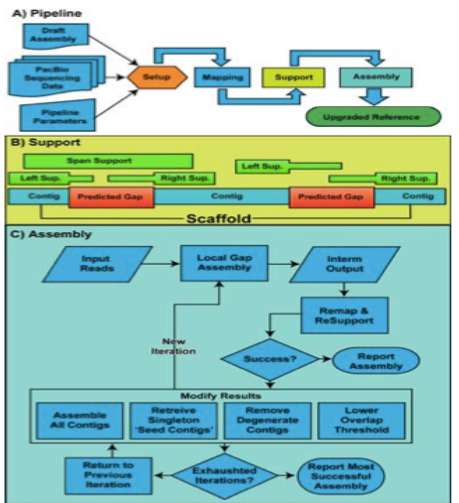 A) Pipeline
Draft
Assembly
PacBio
Sequencing
Data
Pipeline
Parameters
Setup
Mapping
Support
Assembly
Upgraded Reference
B) Support
Span Support
Left Sup.
Right Sup.
Left Sup.
Right Sup.
Contig
Predicted Gap
Contig
Predicted Gap
Contig
Scaffold
C) Assembly
Input
Reads
Local Gap
Assembly
Interm
Output
Remap &
ReSupport
New
Iteration
Success?
Report
Assembly
Modify Results
Assemble
All Contigs
Retreive
Singleton
'Seed Contigs'
Remove
Degenerate
Contigs
Lower
Overlap
Threshold
Return to
Previous
Iteration
Exhaushted
Iterations?
Report Most
Successful
Assembly